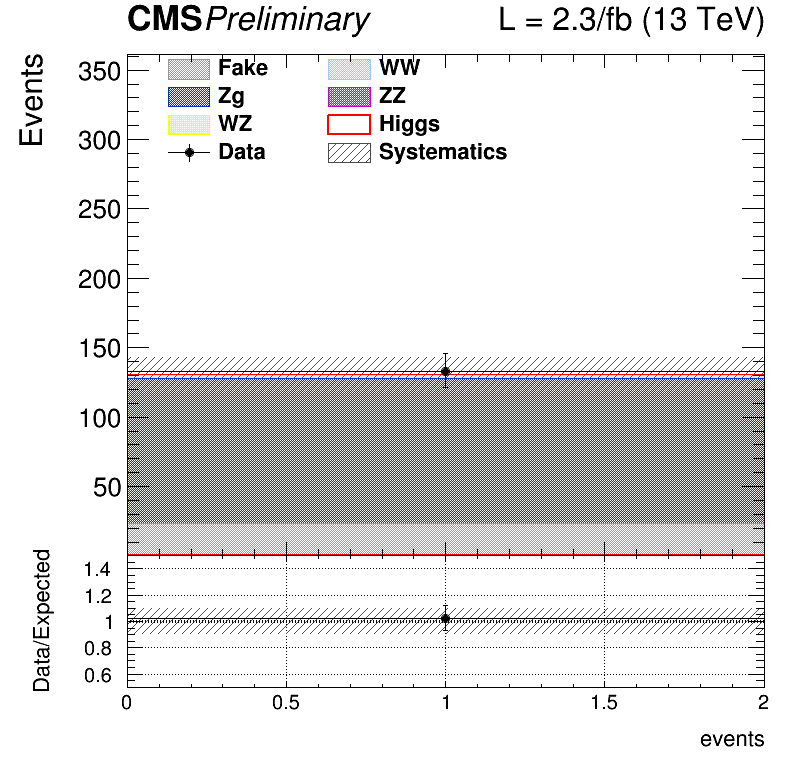 CMS Preliminary L = 2.3/fb (13 TeV)
Events
350
300
250
200
150
100
50
Fake WW
Zg ZZ
WZ Higgs
Data Systematics
Data/Expected
1.4
1.2
1
0.8
0.6
0 0.5 1 1.5 2
events